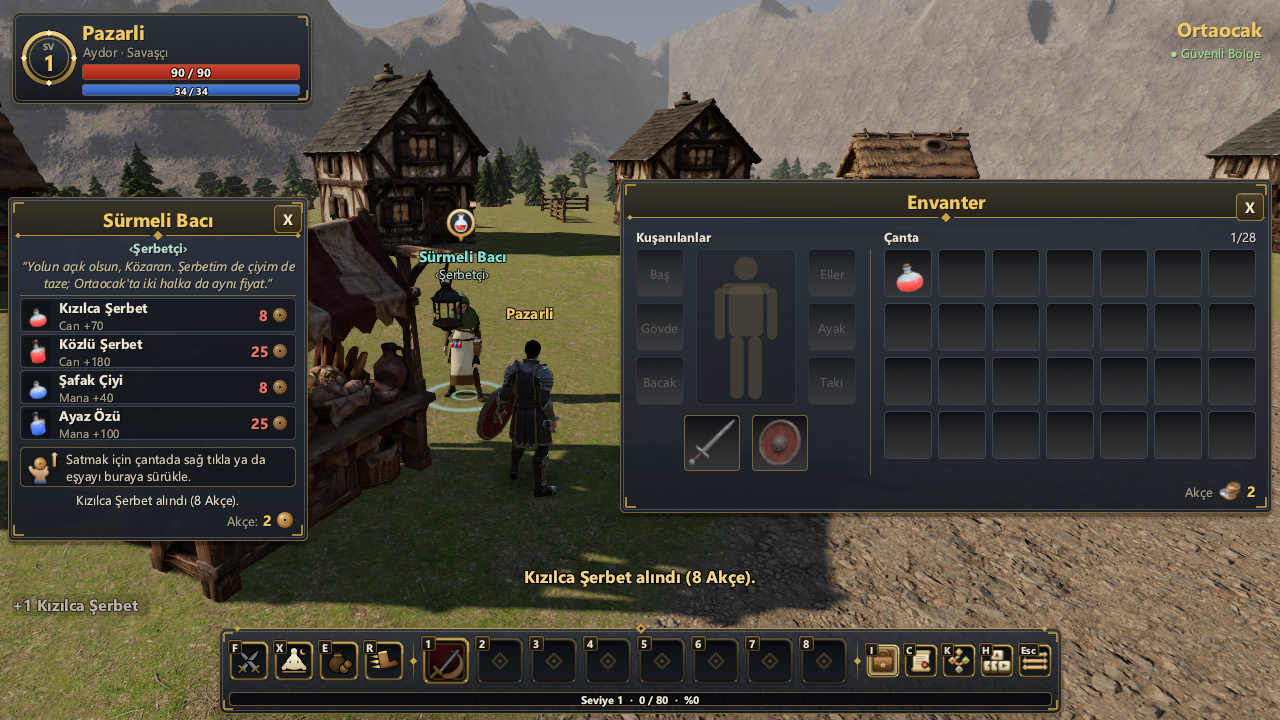 SV
1
Pazarli
Aydor · Savaşçı
90 / 90
34 / 34
Ortaocak
Güvenli Bölge
Sürmeli Bacı
X
‹Şerbetçi›
"Yolun açık olsun, Közaran. Şerbetim de çiyim de
taze; Ortaocak'ta iki halka da aynı fiyat."
Kızılca Şerbet
8
Can +70
Közlü Şerbet
25
Can +180
Şafak Çiyi
8
Mana +40
Ayaz Özü
25
Mana +100
Satmak için çantada sağ tıkla ya da
eşyayı buraya sürükle.
Kızılca Şerbet alındı (8 Akçe).
Akçe: 2
Sürmeli Bacı
‹Şerbetçi›
Pazarli
Envanter
X
Kuşanılanlar
Baş
Eller
Gövde
Ayak
Bacak
Takı
Çanta
1/28
Akçe 2
Kızılca Şerbet alındı (8 Akçe).
+1 Kızılca Şerbet
F
X
E
R
1
2
3
4
5
6
7
8
I
C
K
H
Esc
Seviye 1 · 0 / 80 · %0